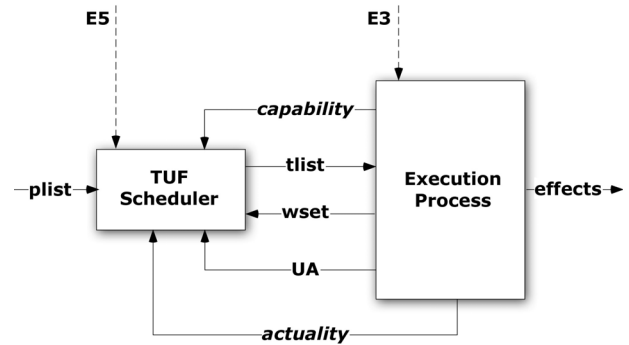 E5
E3
capability
TUF
Scheduler
tlist
Execution
Process
plist
effects
wset
UA
actuality